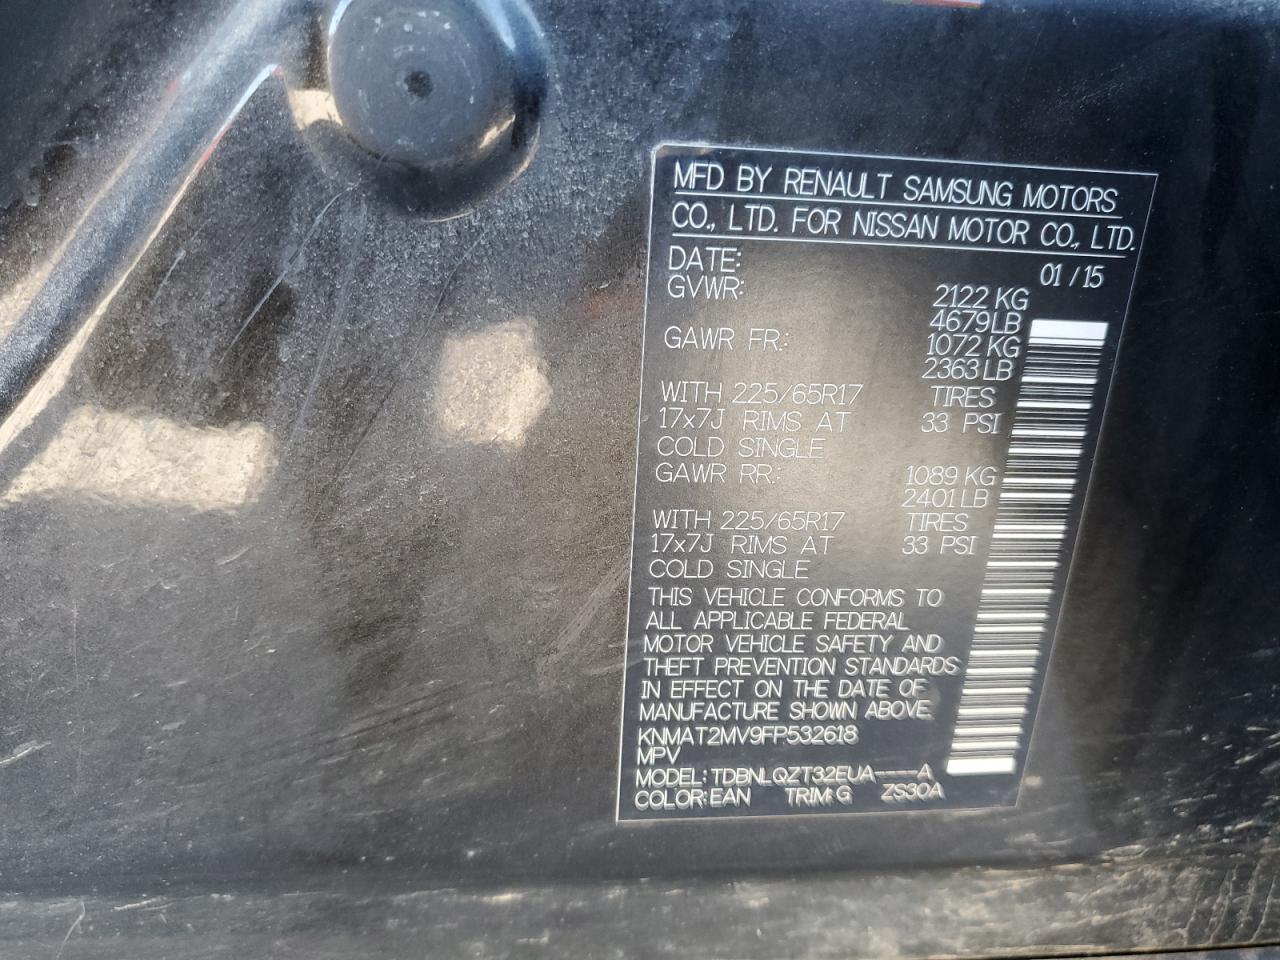 MFD BY RENAULT SAMSUNG MOTORS
CO., LTD. FOR NISSAN MOTOR CO., LTD.
DATE: 01 / 15
GVWR: 2122 KG
4679 LB
GAWR FR.: 1072 KG
2363 LB
WITH 225/65R17 TIRES
17x7J RIMS AT 33 PSI
COLD SINGLE
GAWR RR.: 1089 KG
2401 LB
WITH 225/65R17 TIRES
17x7J RIMS AT 33 PSI
COLD SINGLE
THIS VEHICLE CONFORMS TO
ALL APPLICABLE FEDERAL
MOTOR VEHICLE SAFETY AND
THEFT PREVENTION STANDARDS
IN EFFECT ON THE DATE OF
MANUFACTURE SHOWN ABOVE.
KNMAT2MV9FP532618
MPV
MODEL: TDBNLQZT32EUA----A
COLOR: EAN TRIM: G ZS30A